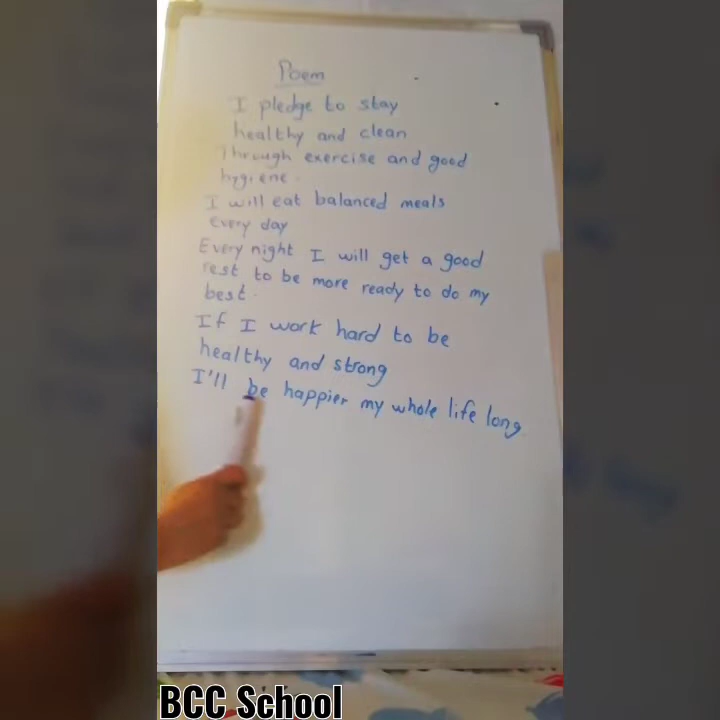 Poem
I pledge to stay
healthy and clean
Through exercise and good
hygiene.
I will eat balanced meals
Every day
Every night I will get a good
rest to be more ready to do my
best.
If I work hard to be
healthy and strong
I'll be happier my whole life long
BCC School